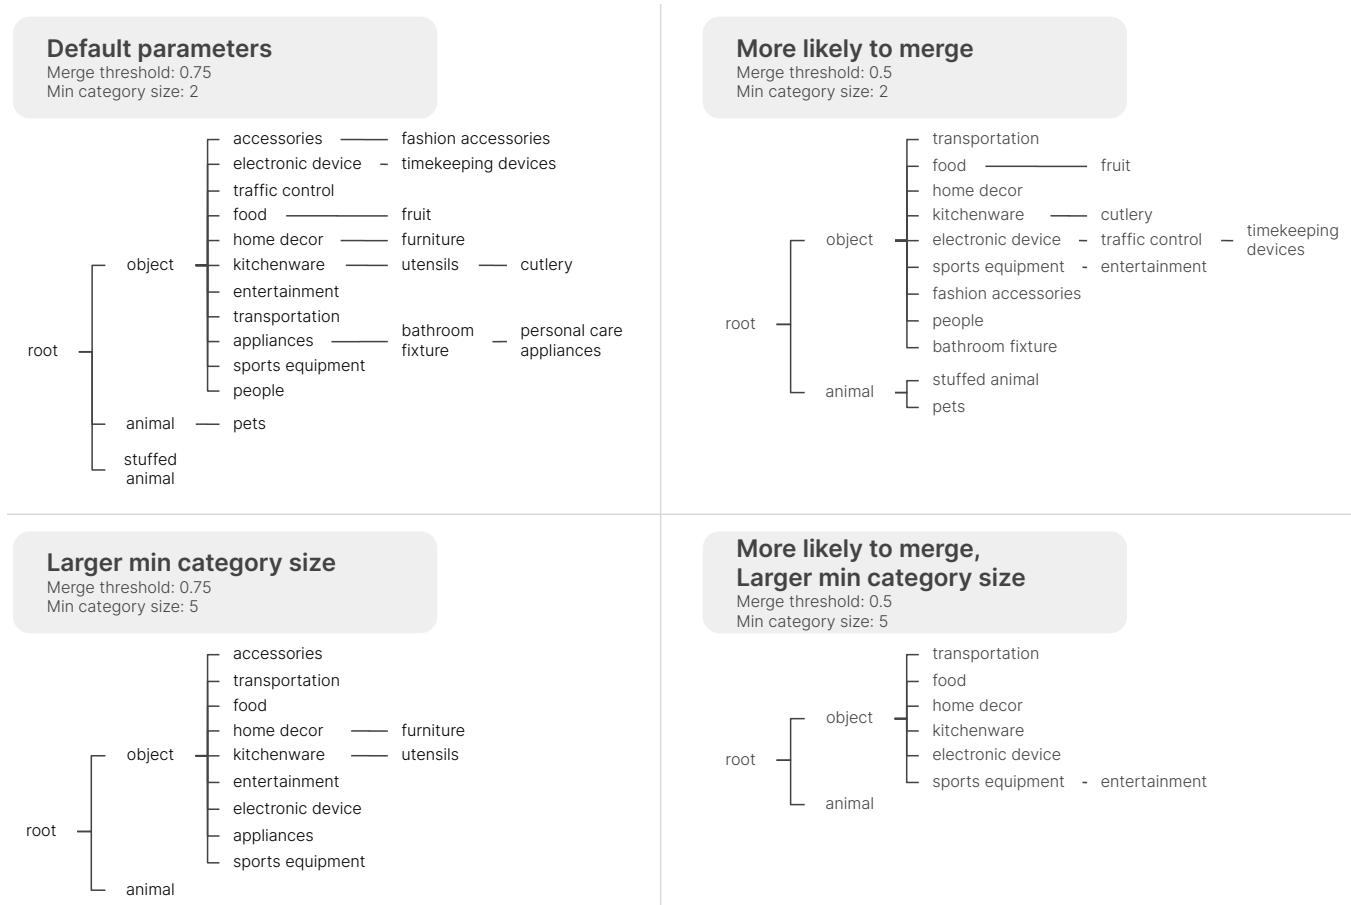 Default parameters
Merge threshold: 0.75
Min category size: 2
accessories
fashion accessories
electronic device
timekeeping devices
traffic control
food
fruit
home decor
furniture
object
kitchenware
utensils
cutlery
entertainment
transportation
appliances
bathroom
fixture
personal care
appliances
root
sports equipment
people
animal
pets
stuffed
animal
More likely to merge
Merge threshold: 0.5
Min category size: 2
transportation
food
fruit
home decor
kitchenware
cutlery
object
electronic device
traffic control
timekeeping
devices
sports equipment
entertainment
fashion accessories
root
people
bathroom fixture
animal
stuffed animal
pets
Larger min category size
Merge threshold: 0.75
Min category size: 5
accessories
transportation
food
home decor
furniture
object
kitchenware
utensils
entertainment
electronic device
root
appliances
sports equipment
animal
More likely to merge,
Larger min category size
Merge threshold: 0.5
Min category size: 5
transportation
food
home decor
object
kitchenware
root
electronic device
sports equipment
entertainment
animal